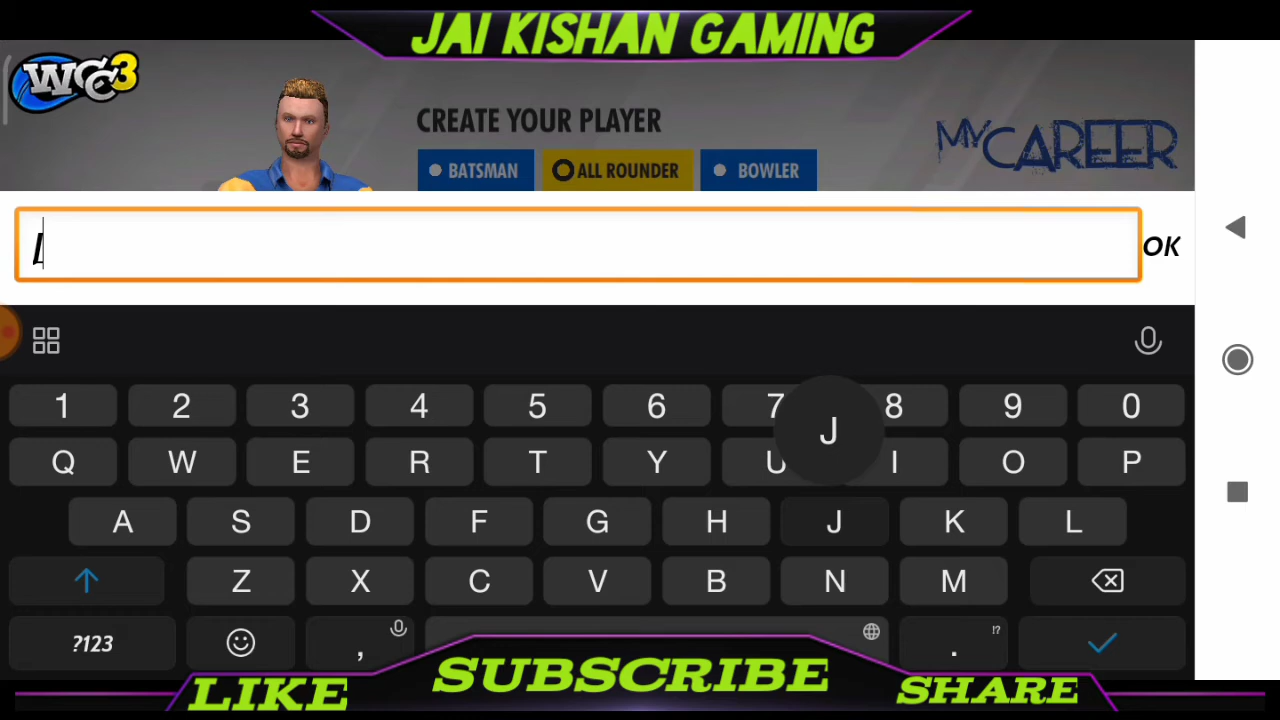 JAI KISHAN GAMING
WCC3
CREATE YOUR PLAYER
MY CAREER
BATSMAN
ALL ROUNDER
BOWLER
OK
1 2 3 4 5 6 7 8 9 0
J
Q W E R T Y U I O P
A S D F G H J K L
Z X C V B N M
?123 , !? .
LIKE
SUBSCRIBE
SHARE